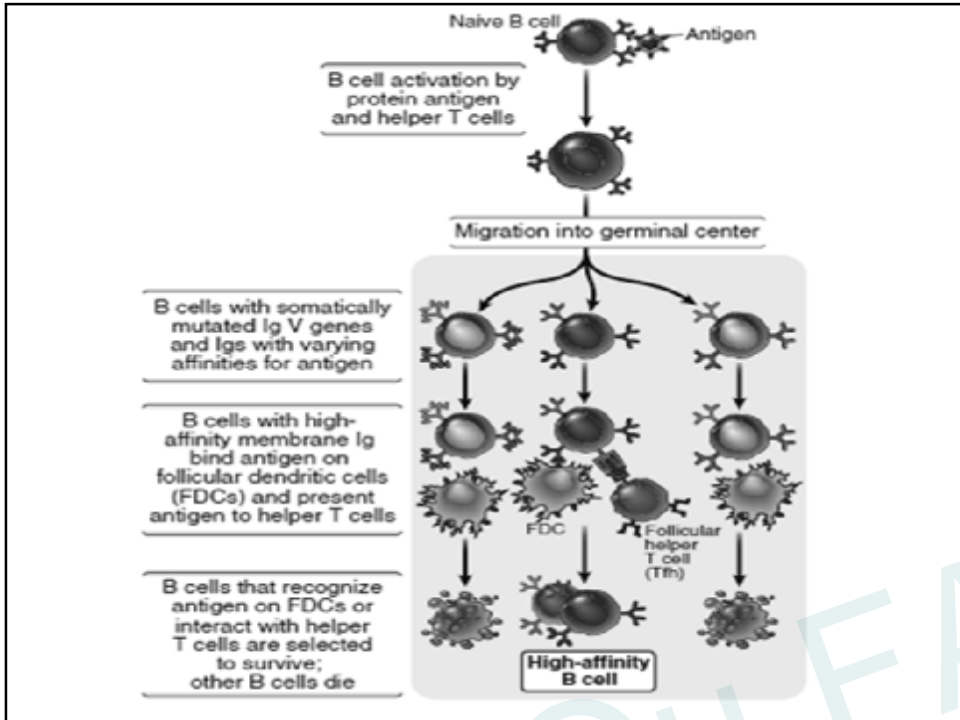 Naive B cell
Antigen
B cell activation by
protein antigen
and helper T cells
Migration into germinal center
B cells with somatically
mutated Ig V genes
and Igs with varying
affinities for antigen
B cells with high-
affinity membrane Ig
bind antigen on
follicular dendritic cells
(FDCs) and present
antigen to helper T cells
FDC
Follicular
helper
T cell
(Tfh)
B cells that recognize
antigen on FDCs or
interact with helper
T cells are selected
to survive;
other B cells die
High-affinity
B cell